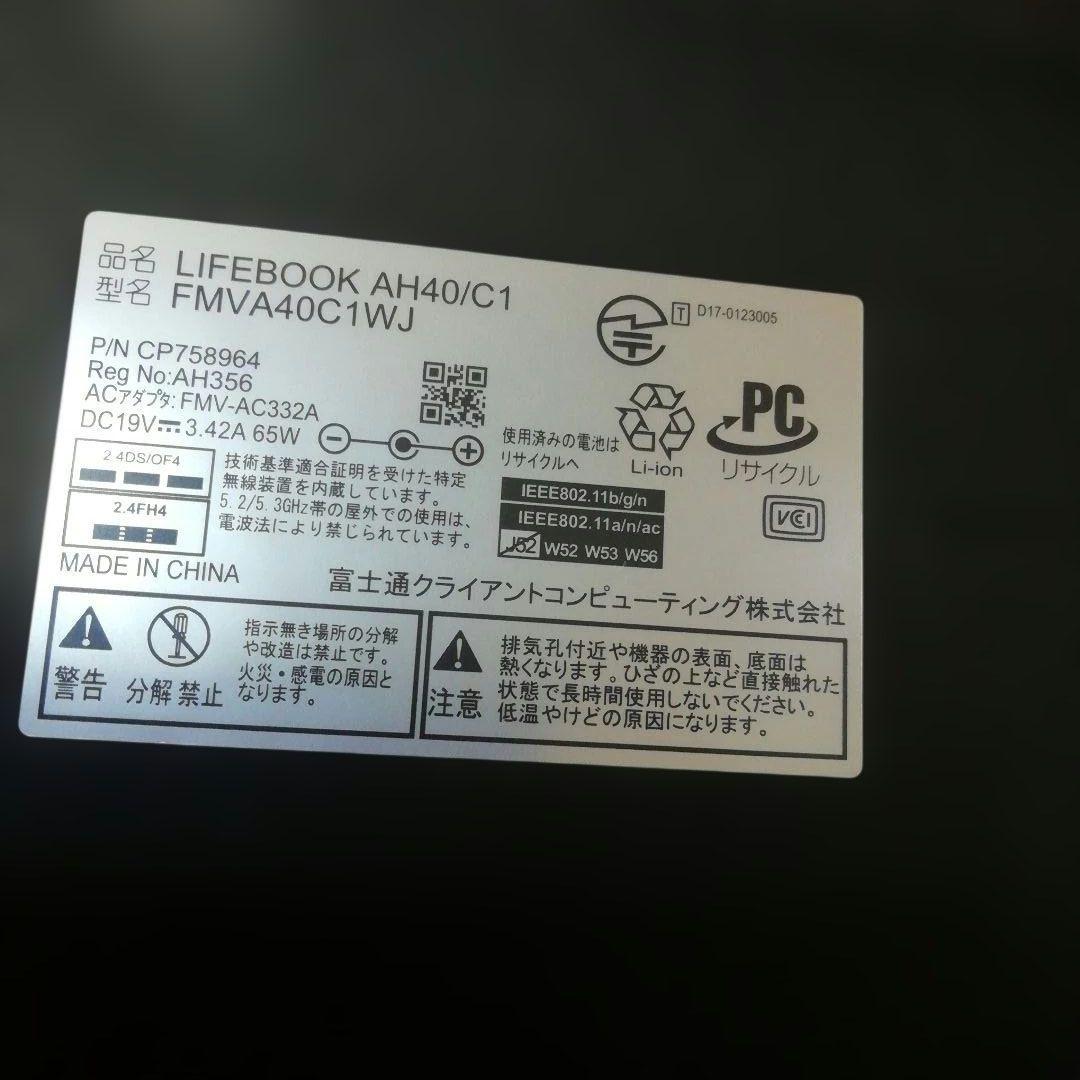 品名 LIFEBOOK AH40/C1
型名 FMVA40C1WJ
T D17-0123005
P/N CP758964
Reg No:AH356
ACアダプタ: FMV-AC332A
DC19V 3.42A 65W
使用済みの電池は
リサイクルへ
Li-ion
PC
リサイクル
2.4DS/OF4
2.4FH4
技術基準適合証明を受けた特定
無線装置を内蔵しています。
5.2/5.3GHz帯の屋外での使用は、
電波法により禁じられています。
IEEE802.11b/g/n
IEEE802.11a/n/ac
J52 W52 W53 W56
VCCI
MADE IN CHINA
富士通クライアントコンピューティング株式会社
警告
分解禁止
指示無き場所の分解
や改造は禁止です。
火災・感電の原因と
なります。
注意
排気孔付近や機器の表面、底面は
熱くなります。ひざの上など直接触れた
状態で長時間使用しないでください。
低温やけどの原因になります。